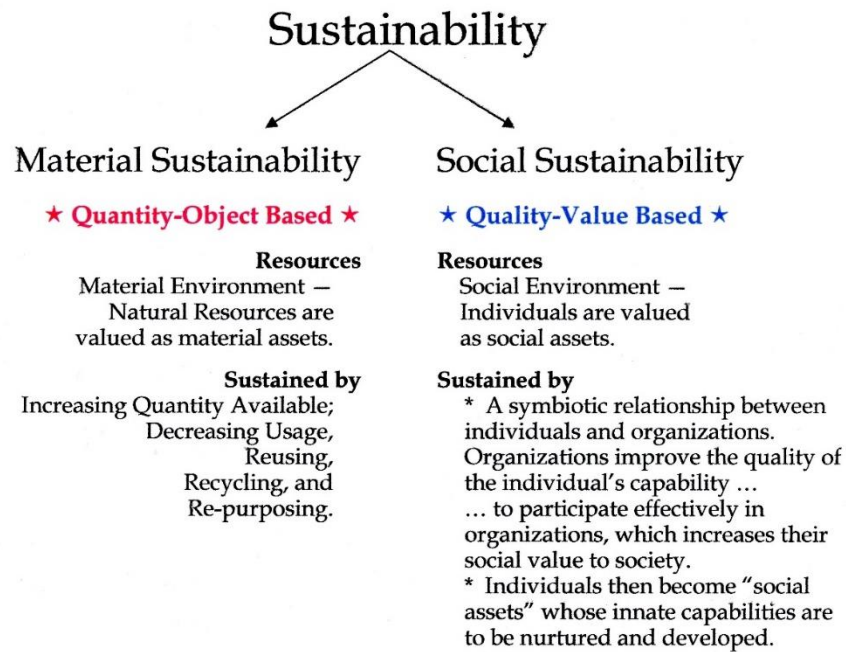 Sustainability
Material Sustainability
★ Quantity-Object Based ★
Resources
Material Environment —
Natural Resources are
valued as material assets.
Sustained by
Increasing Quantity Available;
Decreasing Usage,
Reusing,
Recycling, and
Re-purposing.
Social Sustainability
★ Quality-Value Based ★
Resources
Social Environment —
Individuals are valued
as social assets.
Sustained by
* A symbiotic relationship between
individuals and organizations.
Organizations improve the quality of
the individual's capability ...
... to participate effectively in
organizations, which increases their
social value to society.
* Individuals then become "social
assets" whose innate capabilities are
to be nurtured and developed.